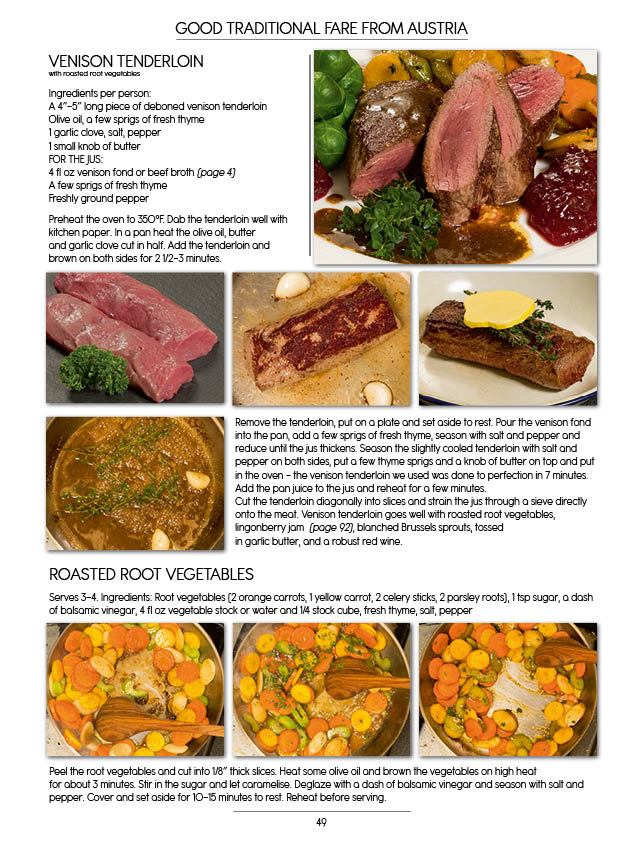 GOOD TRADITIONAL FARE FROM AUSTRIA
VENISON TENDERLOIN
with roasted root vegetables
Ingredients per person:
A 4”-5” long piece of deboned venison tenderloin
Olive oil, a few sprigs of fresh thyme
1 garlic clove, salt, pepper
1 small knob of butter
FOR THE JUS:
4 fl oz venison fond or beef broth (page 4)
A few sprigs of fresh thyme
Freshly ground pepper
Preheat the oven to 350°F. Dab the tenderloin well with
kitchen paper. In a pan heat the olive oil, butter
and garlic clove cut in half. Add the tenderloin and
brown on both sides for 2 1/2-3 minutes.
Remove the tenderloin, put on a plate and set aside to rest. Pour the venison fond
into the pan, add a few sprigs of fresh thyme, season with salt and pepper and
reduce until the jus thickens. Season the slightly cooled tenderloin with salt and
pepper on both sides, put a few thyme sprigs and a knob of butter on top and put
in the oven – the venison tenderloin we used was done to perfection in 7 minutes.
Add the pan juice to the jus and reheat for a few minutes.
Cut the tenderloin diagonally into slices and strain the jus through a sieve directly
onto the meat. Venison tenderloin goes well with roasted root vegetables,
lingonberry jam (page 92), blanched Brussels sprouts, tossed
in garlic butter, and a robust red wine.
ROASTED ROOT VEGETABLES
Serves 3-4. Ingredients: Root vegetables (2 orange carrots, 1 yellow carrot, 2 celery sticks, 2 parsley roots), 1 tsp sugar, a dash
of balsamic vinegar, 4 fl oz vegetable stock or water and 1/4 stock cube, fresh thyme, salt, pepper
Peel the root vegetables and cut into 1/8” thick slices. Heat some olive oil and brown the vegetables on high heat
for about 3 minutes. Stir in the sugar and let caramelise. Deglaze with a dash of balsamic vinegar and season with salt and
pepper. Cover and set aside for 10-15 minutes to rest. Reheat before serving.
49